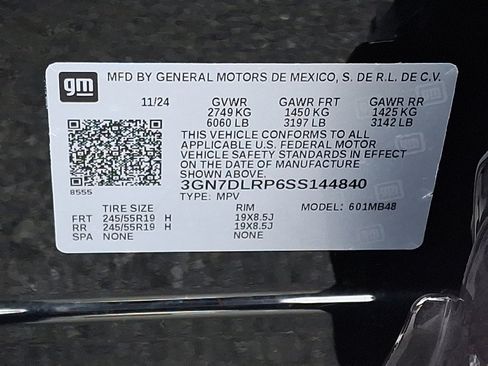 gm MFD BY GENERAL MOTORS DE MEXICO, S. DE R.L. DE C.V.
11/24 GVWR GAWR FRT GAWR RR
2749 KG 1450 KG 1425 KG
6060 LB 3197 LB 3142 LB
THIS VEHICLE CONFORMS TO ALL
APPLICABLE U.S. FEDERAL MOTOR
VEHICLE SAFETY STANDARDS IN EFFECT
ON THE DATE OF MANUFACTURE
SHOWN ABOVE.
3GN7DLRP6SS144840
8555 TYPE: MPV
TIRE SIZE RIM MODEL: 601MB48
FRT 245/55R19 H 19X8.5J
RR 245/55R19 H 19X8.5J
SPA NONE NONE